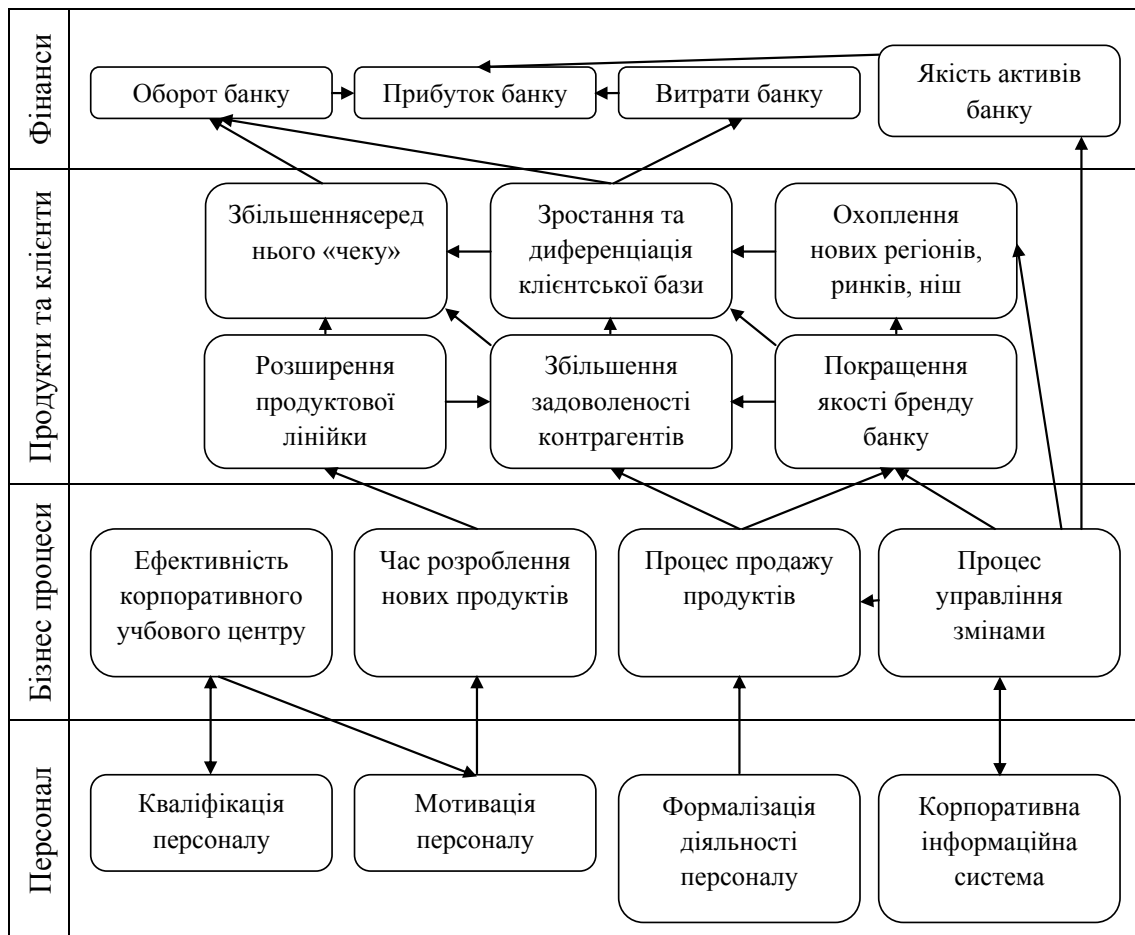 Фінанси
Оборот банку
Прибуток банку
Витрати банку
Якість активів
банку
Продукти та клієнти
Збільшеннясеред
нього «чеку»
Зростання та
диференціація
клієнтської бази
Охоплення
нових регіонів,
ринків, ніш
Розширення
продуктової
лінійки
Збільшення
задоволеності
контрагентів
Покращення
якості бренду
банку
Бізнес процеси
Ефективність
корпоративного
учбового центру
Час розроблення
нових продуктів
Процес продажу
продуктів
Процес
управління
змінами
Персонал
Кваліфікація
персоналу
Мотивація
персоналу
Формалізація
діяльності
персоналу
Корпоративна
інформаційна
система